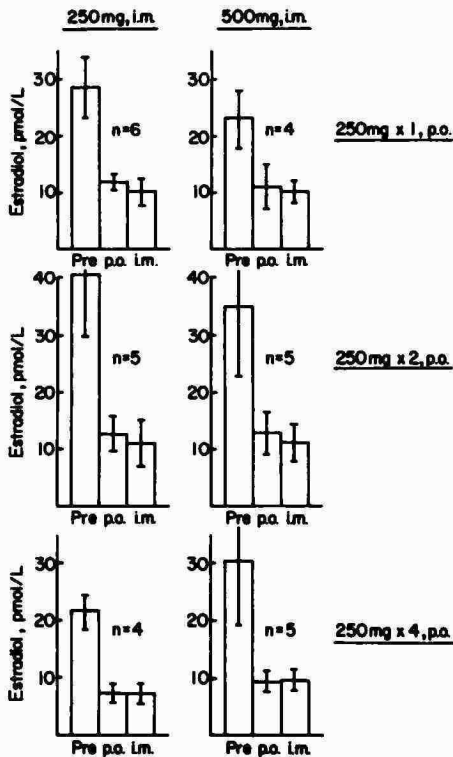 250mg, i.m. 500mg, i.m.
Estradiol, pmol/L
30
20
10
n=6
Pre p.o. i.m.
30
20
10
n=4
Pre p.o. i.m.
250mg x 1, p.o.
Estradiol, pmol/L
40
30
20
10
n=5
Pre p.o. i.m.
40
30
20
10
n=5
Pre p.o. i.m.
250mg x 2, p.o.
Estradiol, pmol/L
30
20
10
n=4
Pre p.o. i.m.
30
20
10
n=5
Pre p.o. i.m.
250mg x 4, p.o.